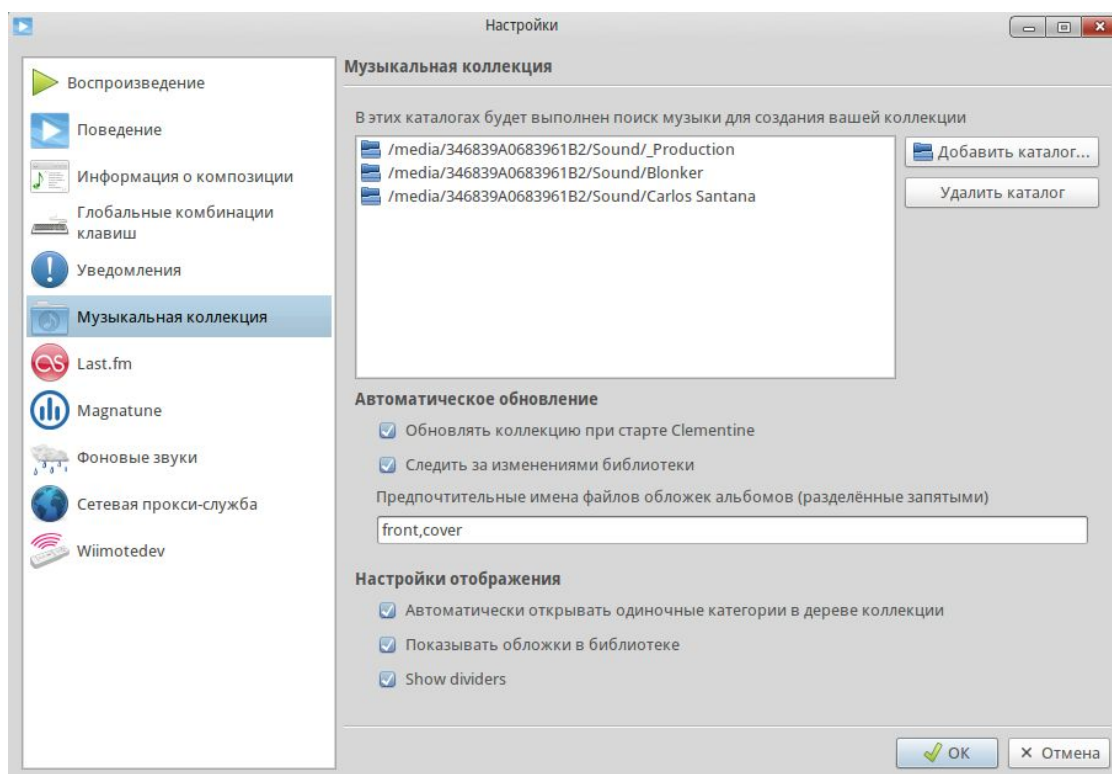 Настройки
Воспроизведение
Поведение
Информация о композиции
Глобальные комбинации
клавиш
Уведомления
Музыкальная коллекция
Last.fm
Magnatune
Фоновые звуки
Сетевая прокси-служба
Wiimotedev
Музыкальная коллекция
В этих каталогах будет выполнен поиск музыки для создания вашей коллекции
/media/346839A0683961B2/Sound/_Production
/media/346839A0683961B2/Sound/Blonker
/media/346839A0683961B2/Sound/Carlos Santana
Добавить каталог...
Удалить каталог
Автоматическое обновление
Обновлять коллекцию при старте Clementine
Следить за изменениями библиотеки
Предпочтительные имена файлов обложек альбомов (разделённые запятыми)
front,cover
Настройки отображения
Автоматически открывать одиночные категории в дереве коллекции
Показывать обложки в библиотеке
Show dividers
ОК
Отмена